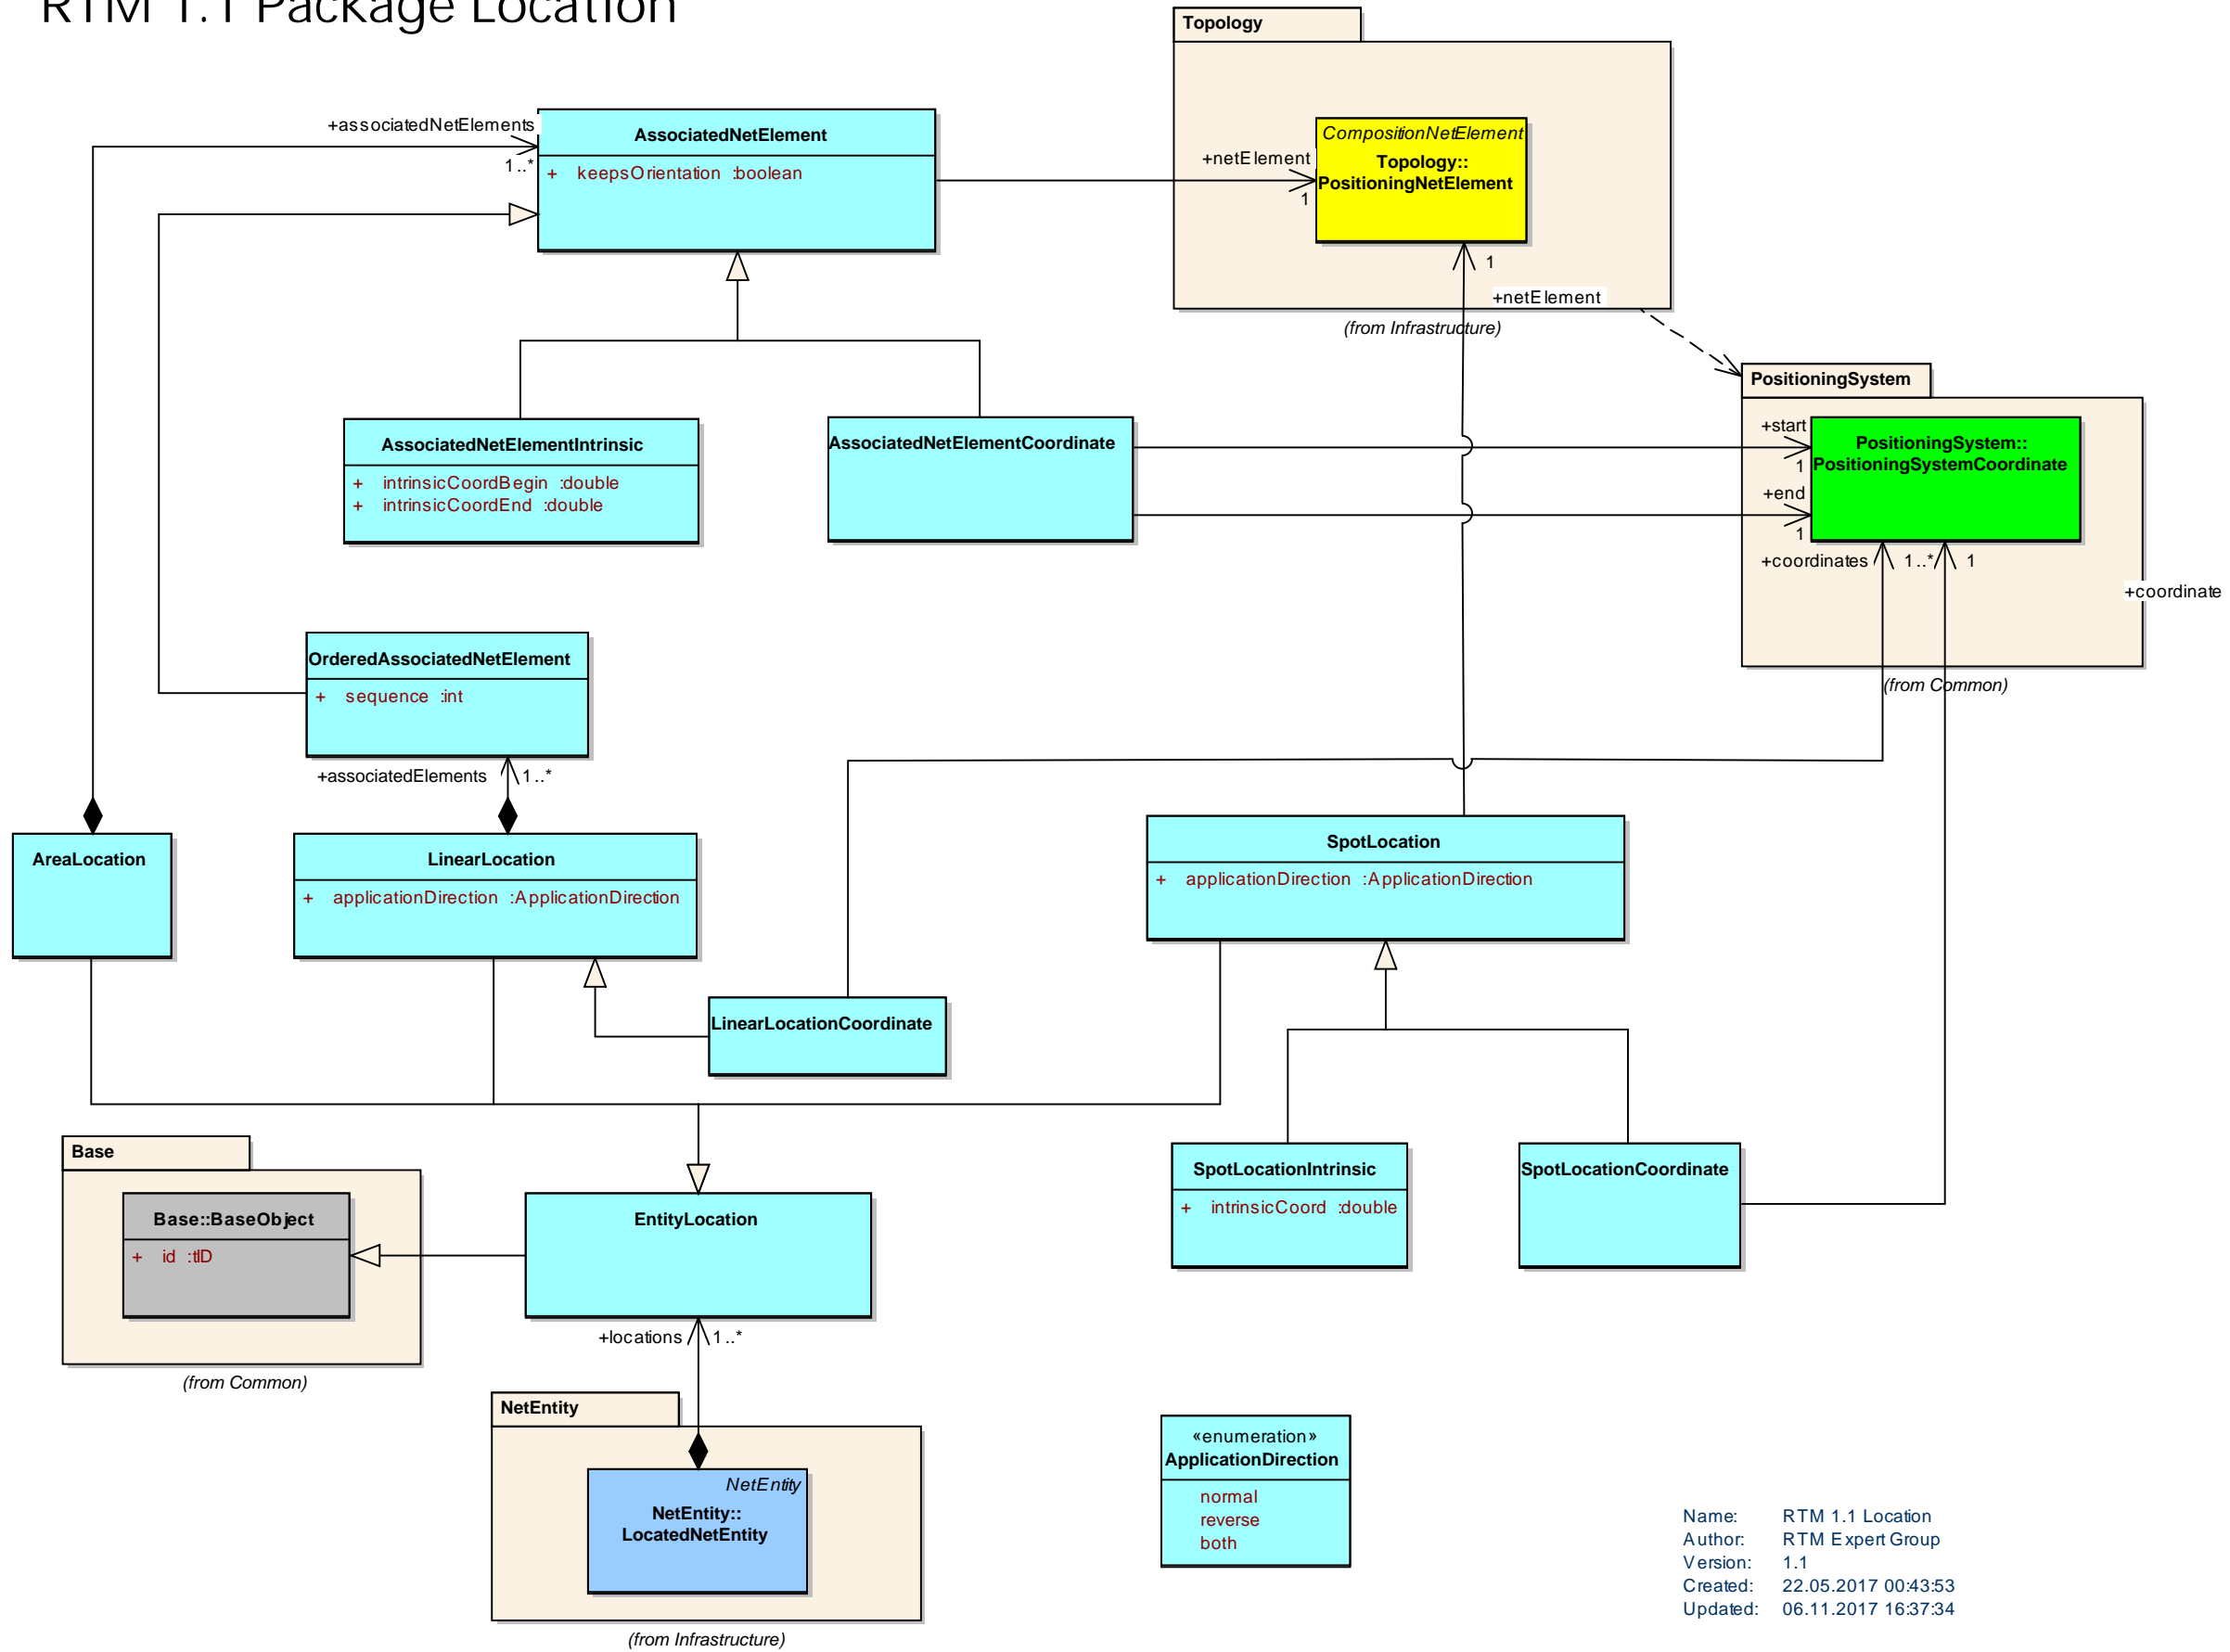 RTM 1.1 Package Location
Topology
+associatedNetElements
1..*
AssociatedNetElement
+ keepsOrientation :boolean
+netElement
1
CompositionNetElement
Topology::
PositioningNetElement
1
+netElement
(from Infrastructure)
PositioningSystem
AssociatedNetElementIntrinsic
+ intrinsicCoordBegin :double
+ intrinsicCoordEnd :double
AssociatedNetElementCoordinate
+start
1
+end
1
PositioningSystem::
PositioningSystemCoordinate
+coordinates
1..*
1
+coordinate
(from Common)
OrderedAssociatedNetElement
+ sequence :int
+associatedElements
1..*
AreaLocation
LinearLocation
+ applicationDirection :ApplicationDirection
SpotLocation
+ applicationDirection :ApplicationDirection
LinearLocationCoordinate
Base
Base::BaseObject
+ id :tID
(from Common)
EntityLocation
SpotLocationIntrinsic
+ intrinsicCoord :double
SpotLocationCoordinate
+locations
1..*
NetEntity
NetEntity
NetEntity::
LocatedNetEntity
(from Infrastructure)
«enumeration»
ApplicationDirection
normal
reverse
both
Name: RTM 1.1 Location
Author: RTM Expert Group
Version: 1.1
Created: 22.05.2017 00:43:53
Updated: 06.11.2017 16:37:34